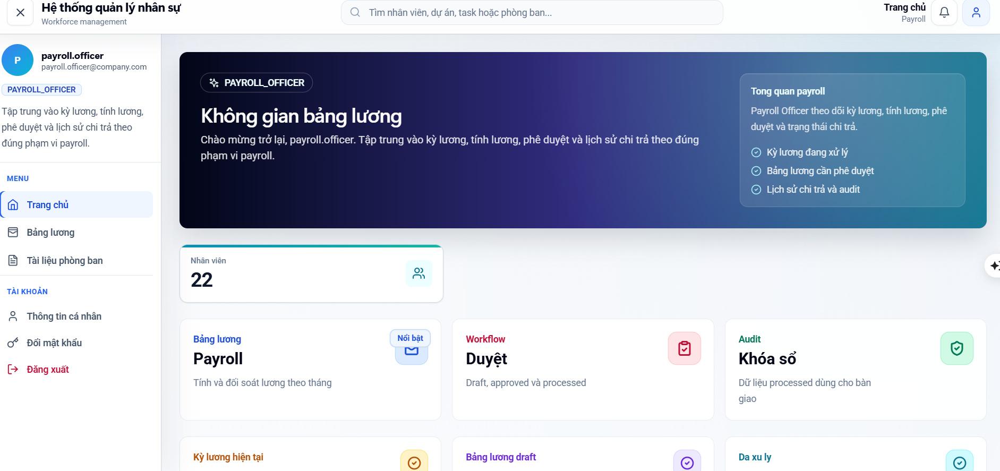 Hệ thống quản lý nhân sự
Workforce management
Tìm nhân viên, dự án, task hoặc phòng ban...
Trang chủ
Payroll
P
payroll.officer
payroll.officer@company.com
PAYROLL_OFFICER
Tập trung vào kỳ lương, tính lương,
phê duyệt và lịch sử chi trả theo
đúng phạm vi payroll.
MENU
Trang chủ
Bảng lương
Tài liệu phòng ban
TÀI KHOẢN
Thông tin cá nhân
Đổi mật khẩu
Đăng xuất
PAYROLL_OFFICER
Không gian bảng lương
Chào mừng trở lại, payroll.officer. Tập trung vào kỳ lương, tính lương, phê duyệt và lịch sử chi trả theo đúng
phạm vi payroll.
Tong quan payroll
Payroll Officer theo dõi kỳ lương, tính lương, phê
duyệt và trạng thái chi trả.
Kỳ lương đang xử lý
Bảng lương cần phê duyệt
Lịch sử chi trả và audit
Nhân viên
22
Bảng lương
Nổi bật
Payroll
Tính và đối soát lương theo tháng
Workflow
Duyệt
Draft, approved và processed
Audit
Khóa sổ
Dữ liệu processed dùng cho bàn
giao
Kỳ lương hiện tại
Bảng lương draft
Da xu ly